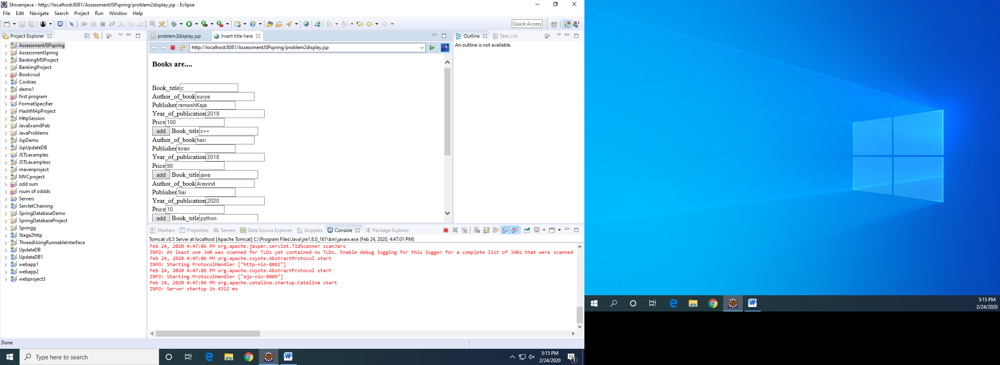 Shivamjava - http://localhost:8081/AssessmentJSPspring/problem2display.jsp - Eclipse
File Edit Navigate Search Project Run Window Help
Quick Access
Project Explorer
AssessmentJSPspring
AssessmentSpring
BankingMSProject
BankingProject
Bookcrud
Cookies
demo1
first program
FormatSpecifier
HashMApProject
HttpSession
JavaExam8Feb
JavaProblems
JspDemo
JspUpdateDB
JSTLexamples
JSTLexampless
mavenproject
MVCproject
odd sum
rsum of oddds
Servers
ServletChaining
SpringDatabaseDemo
SpringDatabaseProject
Springg
Stage2http
ThreadUsingRunnableInterface
UpdateDB
UpdateDB1
webapp1
webapp2
webproject3
problem2display.jsp Insert title here
http://localhost:8081/AssessmentJSPspring/problem2display.jsp
Books are....
Book_title c
Author_of_book surya
Publisher rameshKaja
Year_of_publication 2019
Price 100
add Book_title c++
Author_of_book hari
Publisher kiran
Year_of_publication 2018
Price 90
add Book_title java
Author_of_book Aravind
Publisher Sai
Year_of_publication 2020
Price 10
add Book_title python
Outline Task List
An outline is not available.
Markers Properties Servers Data Source Explorer Snippets Console Package Explorer
Tomcat v8.5 Server at localhost [Apache Tomcat] C:\Program Files\Java\jre1.8.0_161\bin\javaw.exe (Feb 24, 2020, 4:47:01 PM)
Feb 24, 2020 4:47:06 PM org.apache.jasper.servlet.TldScanner scanJars
INFO: At least one JAR was scanned for TLDs yet contained no TLDs. Enable debug logging for this logger for a complete list of JARs that were scanned
Feb 24, 2020 4:47:06 PM org.apache.coyote.AbstractProtocol start
INFO: Starting ProtocolHandler ["http-nio-8081"]
Feb 24, 2020 4:47:06 PM org.apache.coyote.AbstractProtocol start
INFO: Starting ProtocolHandler ["ajp-nio-8009"]
Feb 24, 2020 4:47:06 PM org.apache.catalina.startup.Catalina start
INFO: Server startup in 4312 ms
Done
Type here to search
5:15 PM
2/24/2020
1
5:15 PM
2/24/2020